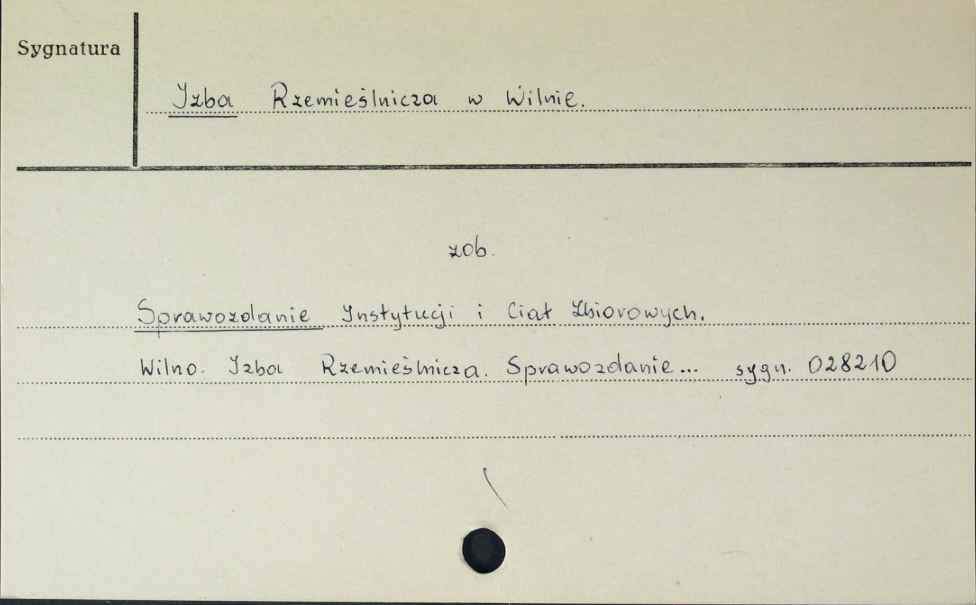 Sygnatura
Izba Rzemieślnicza w Wilnie.
zob.
Sprawozdanie Instytucji i Ciał Zbiorowych.
Wilno. Izba Rzemieślnicza. Sprawozdanie... sygn. 028210